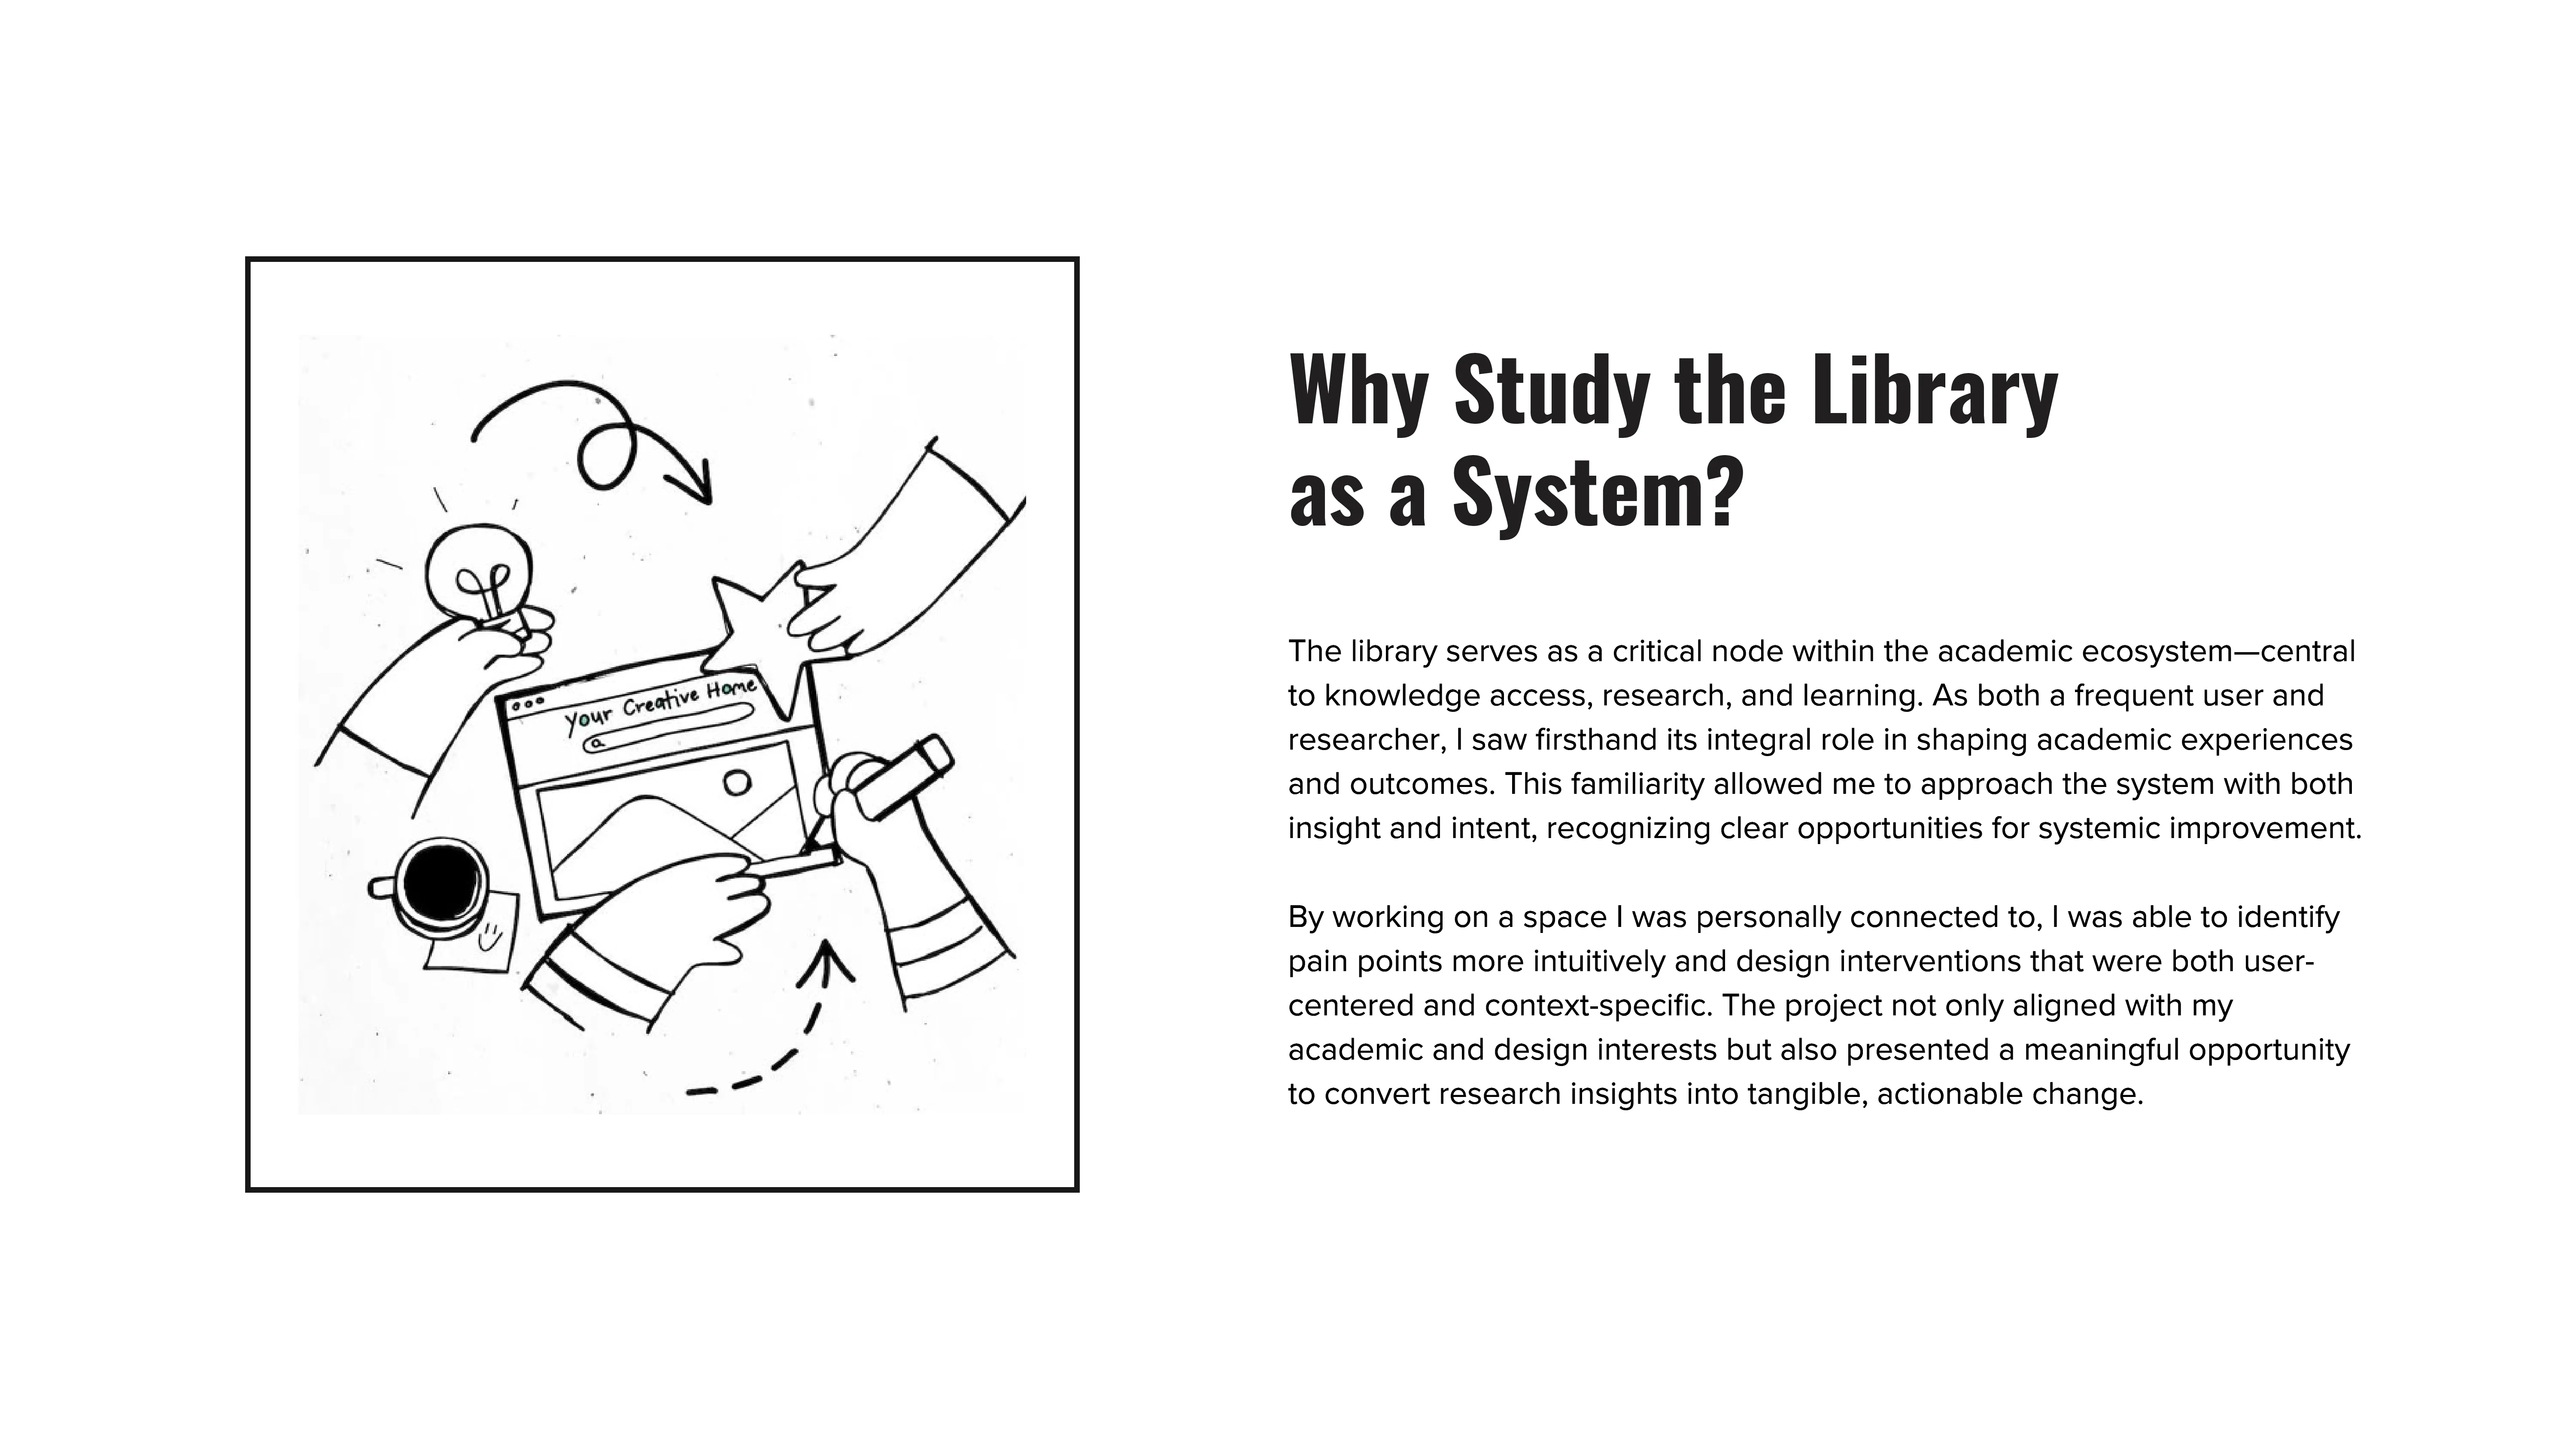 Your Creative Home
Why Study the Library
as a System?
The library serves as a critical node within the academic ecosystem—central
to knowledge access, research, and learning. As both a frequent user and
researcher, I saw firsthand its integral role in shaping academic experiences
and outcomes. This familiarity allowed me to approach the system with both
insight and intent, recognizing clear opportunities for systemic improvement.
By working on a space I was personally connected to, I was able to identify
pain points more intuitively and design interventions that were both user-
centered and context-specific. The project not only aligned with my
academic and design interests but also presented a meaningful opportunity
to convert research insights into tangible, actionable change.